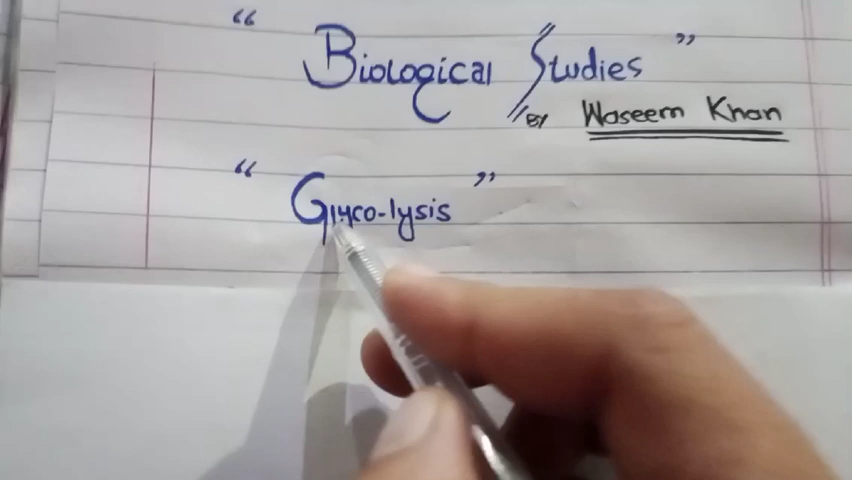 " Biological Studies "
By Waseem Khan
" Glyco-lysis "